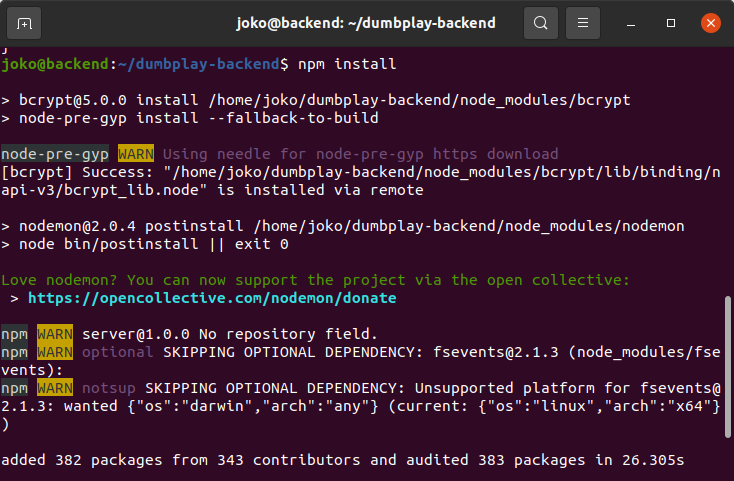 joko@backend: ~/dumbplay-backend
joko@backend:~/dumbplay-backend$ npm install
> bcrypt@5.0.0 install /home/joko/dumbplay-backend/node_modules/bcrypt
> node-pre-gyp install --fallback-to-build
node-pre-gyp WARN Using needle for node-pre-gyp https download
[bcrypt] Success: "/home/joko/dumbplay-backend/node_modules/bcrypt/lib/binding/n
api-v3/bcrypt_lib.node" is installed via remote
> nodemon@2.0.4 postinstall /home/joko/dumbplay-backend/node_modules/nodemon
> node bin/postinstall || exit 0
Love nodemon? You can now support the project via the open collective:
> https://opencollective.com/nodemon/donate
npm WARN server@1.0.0 No repository field.
npm WARN optional SKIPPING OPTIONAL DEPENDENCY: fsevents@2.1.3 (node_modules/fse
vents):
npm WARN notsup SKIPPING OPTIONAL DEPENDENCY: Unsupported platform for fsevents@
2.1.3: wanted {"os":"darwin","arch":"any"} (current: {"os":"linux","arch":"x64"}
)
added 382 packages from 343 contributors and audited 383 packages in 26.305s